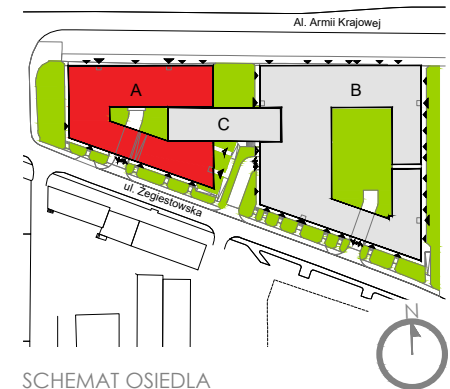 Al. Armii Krajowej
A
B
C
ul. Żegiestowska
N
SCHEMAT OSIEDLA